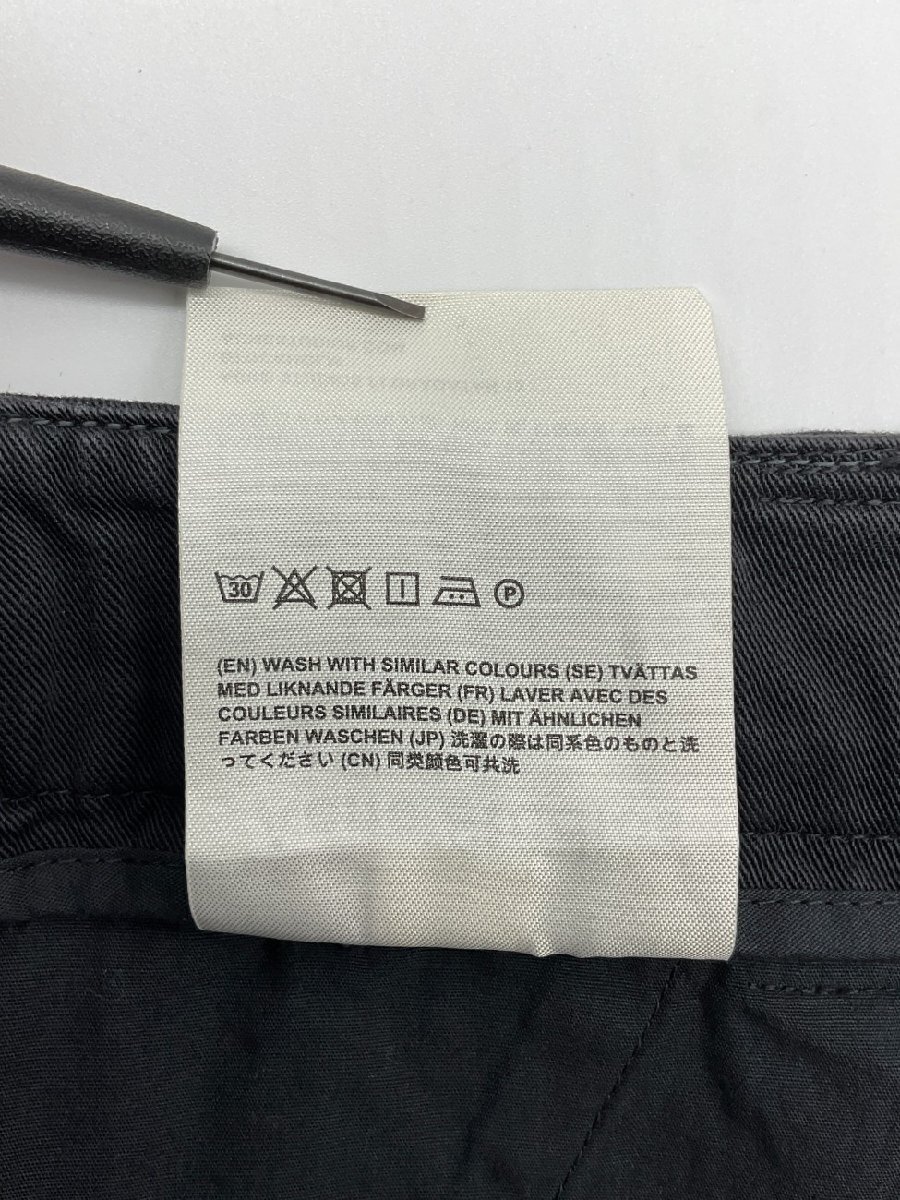 30
P
(EN) WASH WITH SIMILAR COLOURS (SE) TVÄTTAS
MED LIKNANDE FÄRGER (FR) LAVER AVEC DES
COULEURS SIMILAIRES (DE) MIT ÄHNLICHEN
FARBEN WASCHEN (JP) 洗濯の際は同系色のものと洗
ってください (CN) 同类颜色可共洗